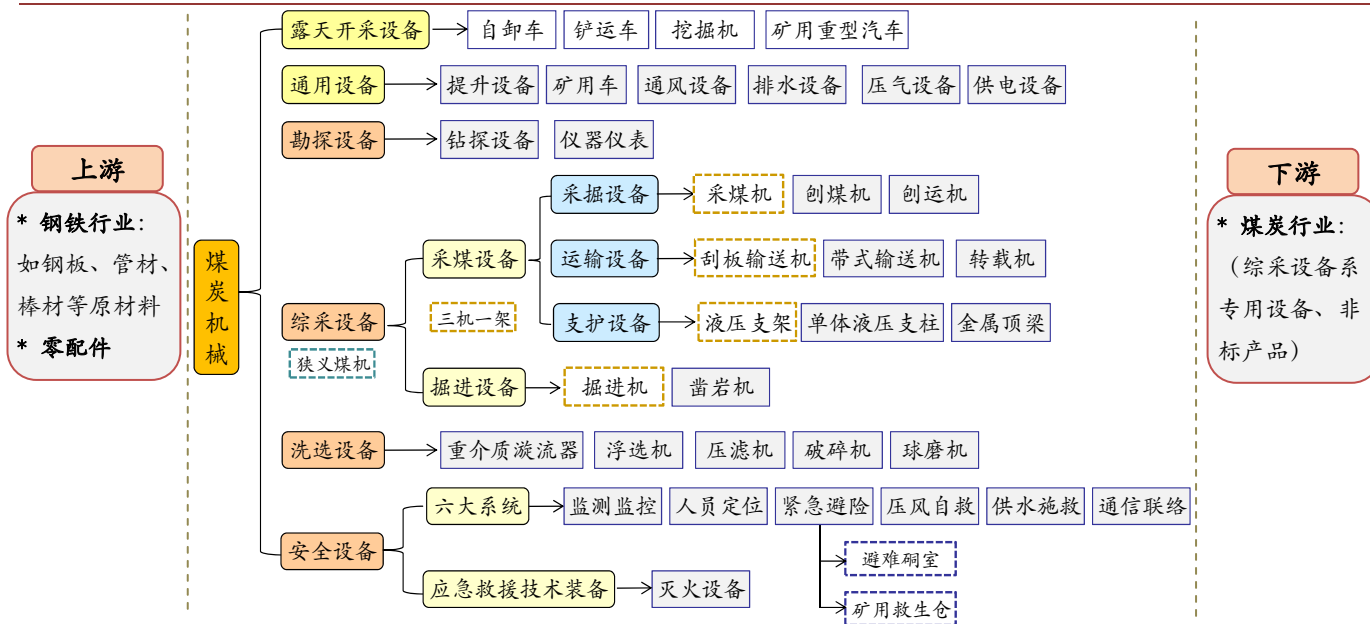 露天开采设备
自卸车
铲运车
挖掘机
矿用重型汽车
通用设备
提升设备
矿用车
通风设备
排水设备
压气设备
供电设备
勘探设备
钻探设备
仪器仪表
上游
* 钢铁行业:
如钢板、管材、
棒材等原材料
* 零配件
煤炭机械
综采设备
狭义煤机
采煤设备
三机一架
采掘设备
采煤机
刨煤机
刨运机
运输设备
刮板输送机
带式输送机
转载机
支护设备
液压支架
单体液压支柱
金属顶梁
掘进设备
掘进机
凿岩机
洗选设备
重介质漩流器
浮选机
压滤机
破碎机
球磨机
安全设备
六大系统
监测监控
人员定位
紧急避险
压风自救
供水施救
通信联络
避难硐室
矿用救生仓
应急救援技术装备
灭火设备
下游
* 煤炭行业:
（综采设备系
专用设备、非
标产品）